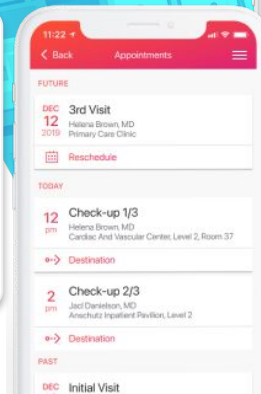 11:22
Back Appointments
FUTURE
DEC
12
2019
3rd Visit
Helena Brown, MD
Primary Care Clinic
Reschedule
TODAY
12
pm
Check-up 1/3
Helena Brown, MD
Cardiac And Vascular Center, Level 2, Room 37
Destination
2
pm
Check-up 2/3
Jacl Danielson, MD
Anschutz Inpatient Pavilion, Level 2
Destination
PAST
DEC Initial Visit